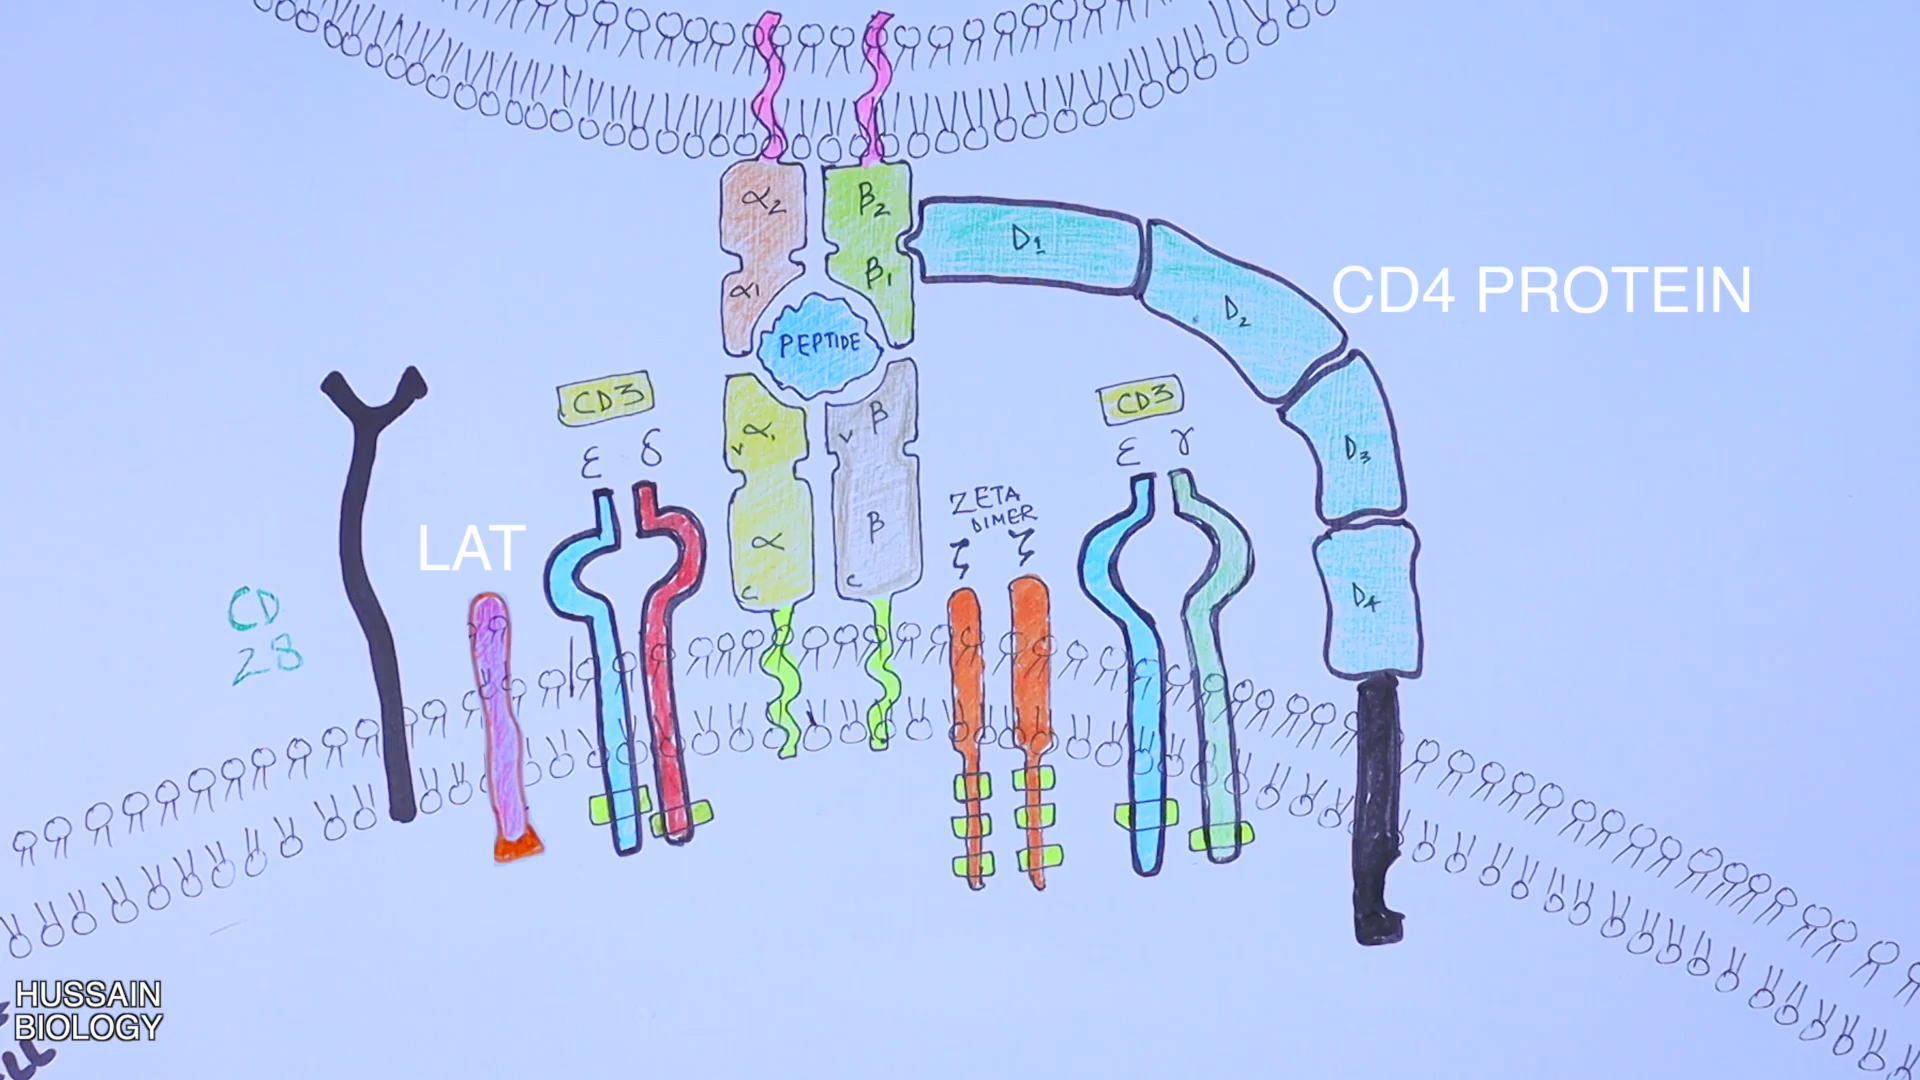 α2
β2
α1
β1
D1
D2
CD4 PROTEIN
PEPTIDE
CD3
CD3
ε δ
ε γ
v α1
v β
D3
ZETA
DIMER
ζ ζ
LAT
α
β
c
c
CD
28
D4
HUSSAIN
BIOLOGY